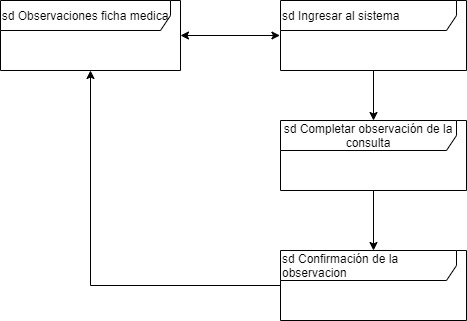 sd Observaciones ficha medica
sd Ingresar al sistema
sd Completar observación de la
consulta
sd Confirmación de la
observacion